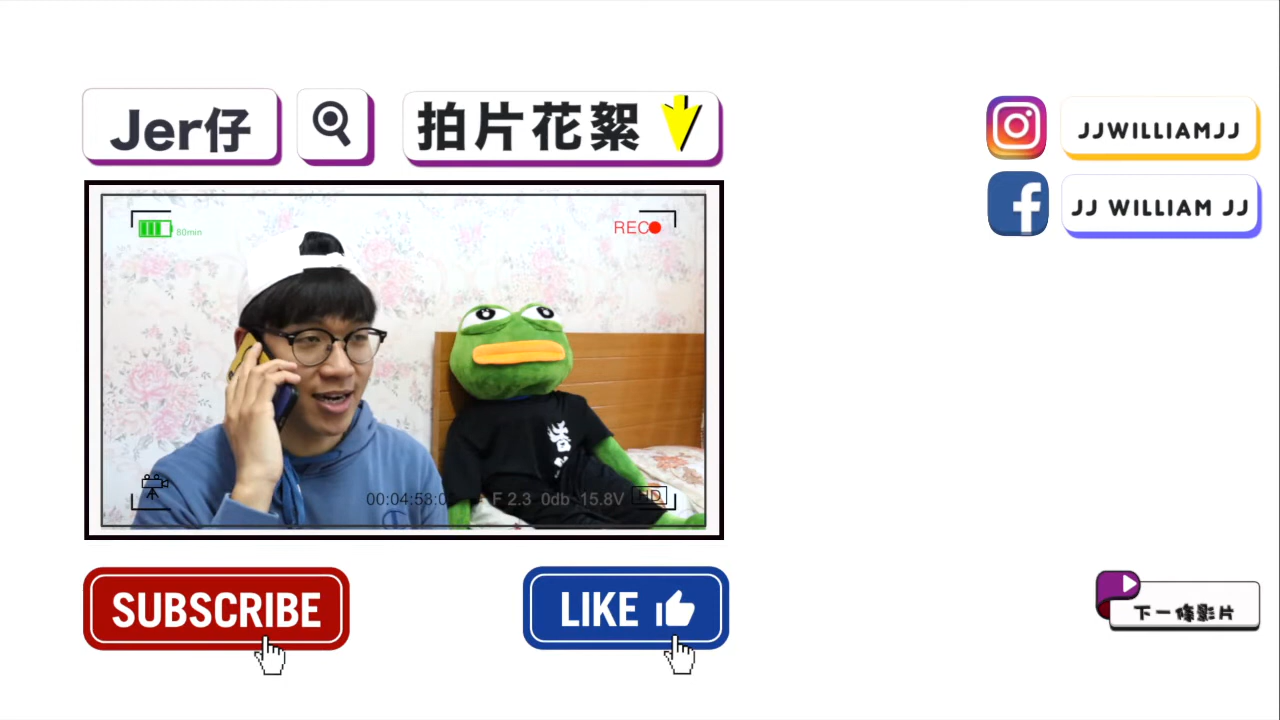 Jer仔
拍片花絮
JJWILLIAMJJ
JJ WILLIAM JJ
80min
REC
00:04:58:0
F 2.3 0db 15.8V HD
SUBSCRIBE
LIKE
下一條影片